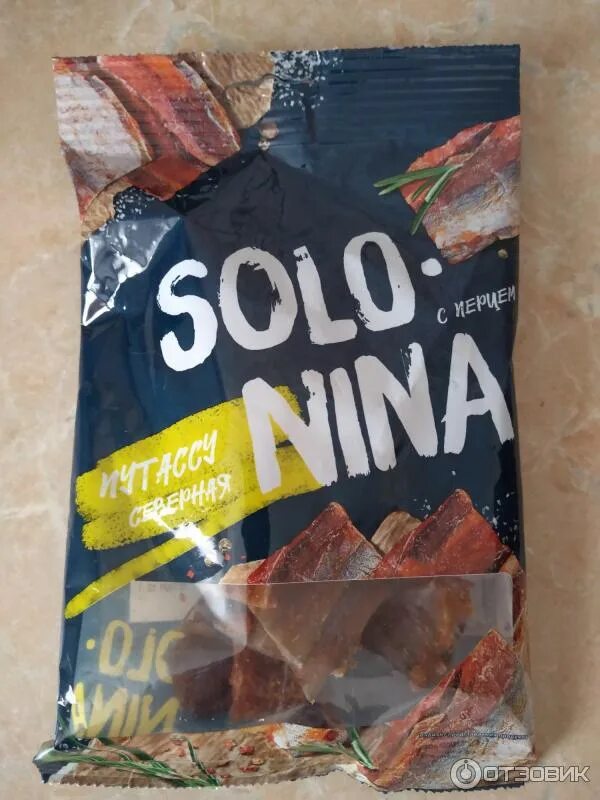 SOLO·
с перцем
NINA
ПУТАССУ
СЕВЕРНАЯ
SOLO·
NINA
ОТЗОВИК